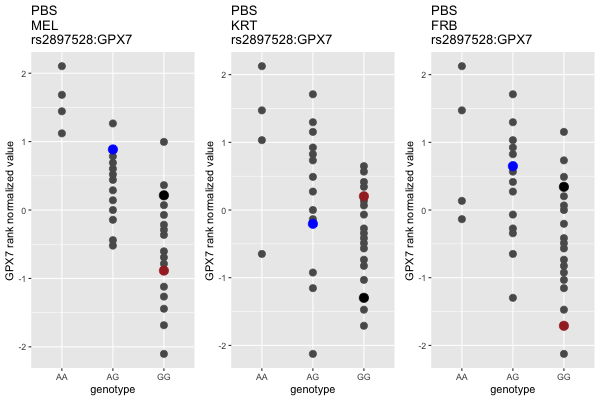 PBS
MEL
rs2897528:GPX7
PBS
KRT
rs2897528:GPX7
PBS
FRB
rs2897528:GPX7
GPX7 rank normalized value
2
1
0
-1
-2
AA
AG
GG
genotype
GPX7 rank normalized value
2
1
0
-1
-2
AA
AG
GG
genotype
GPX7 rank normalized value
2
1
0
-1
-2
AA
AG
GG
genotype